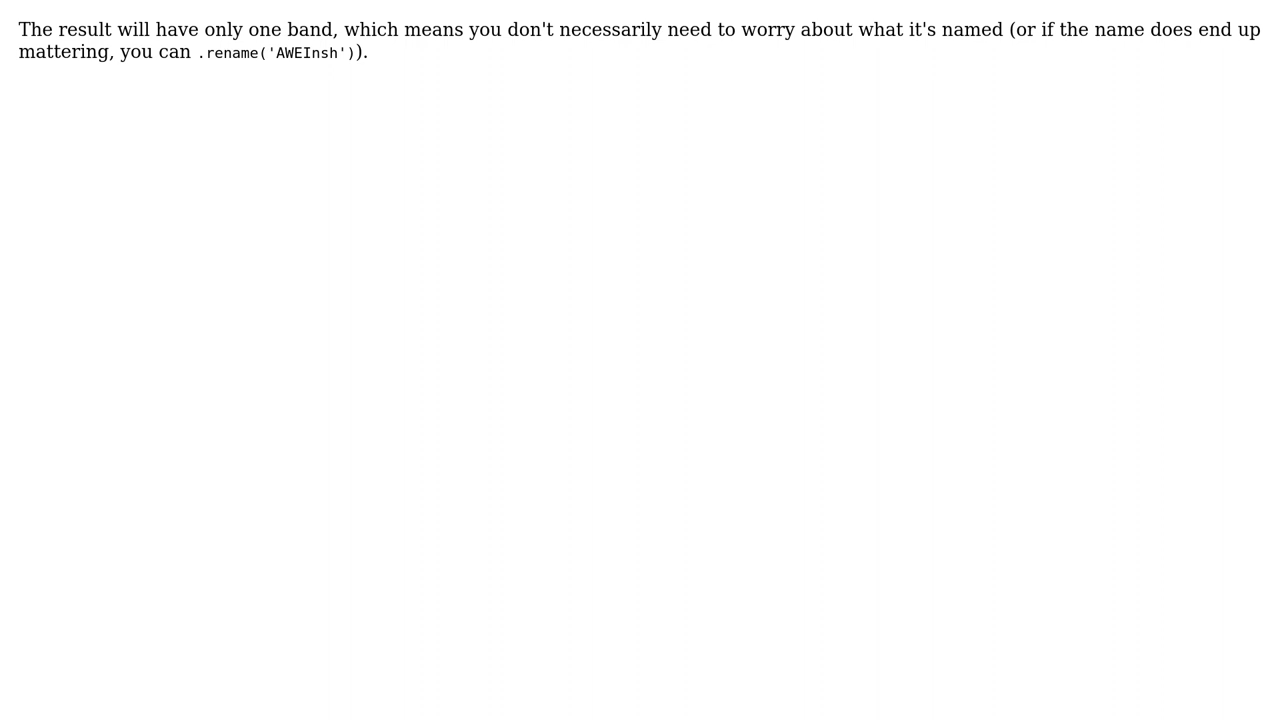 The result will have only one band, which means you don't necessarily need to worry about what it's named (or if the name does end up
mattering, you can .rename('AWEInsh')).